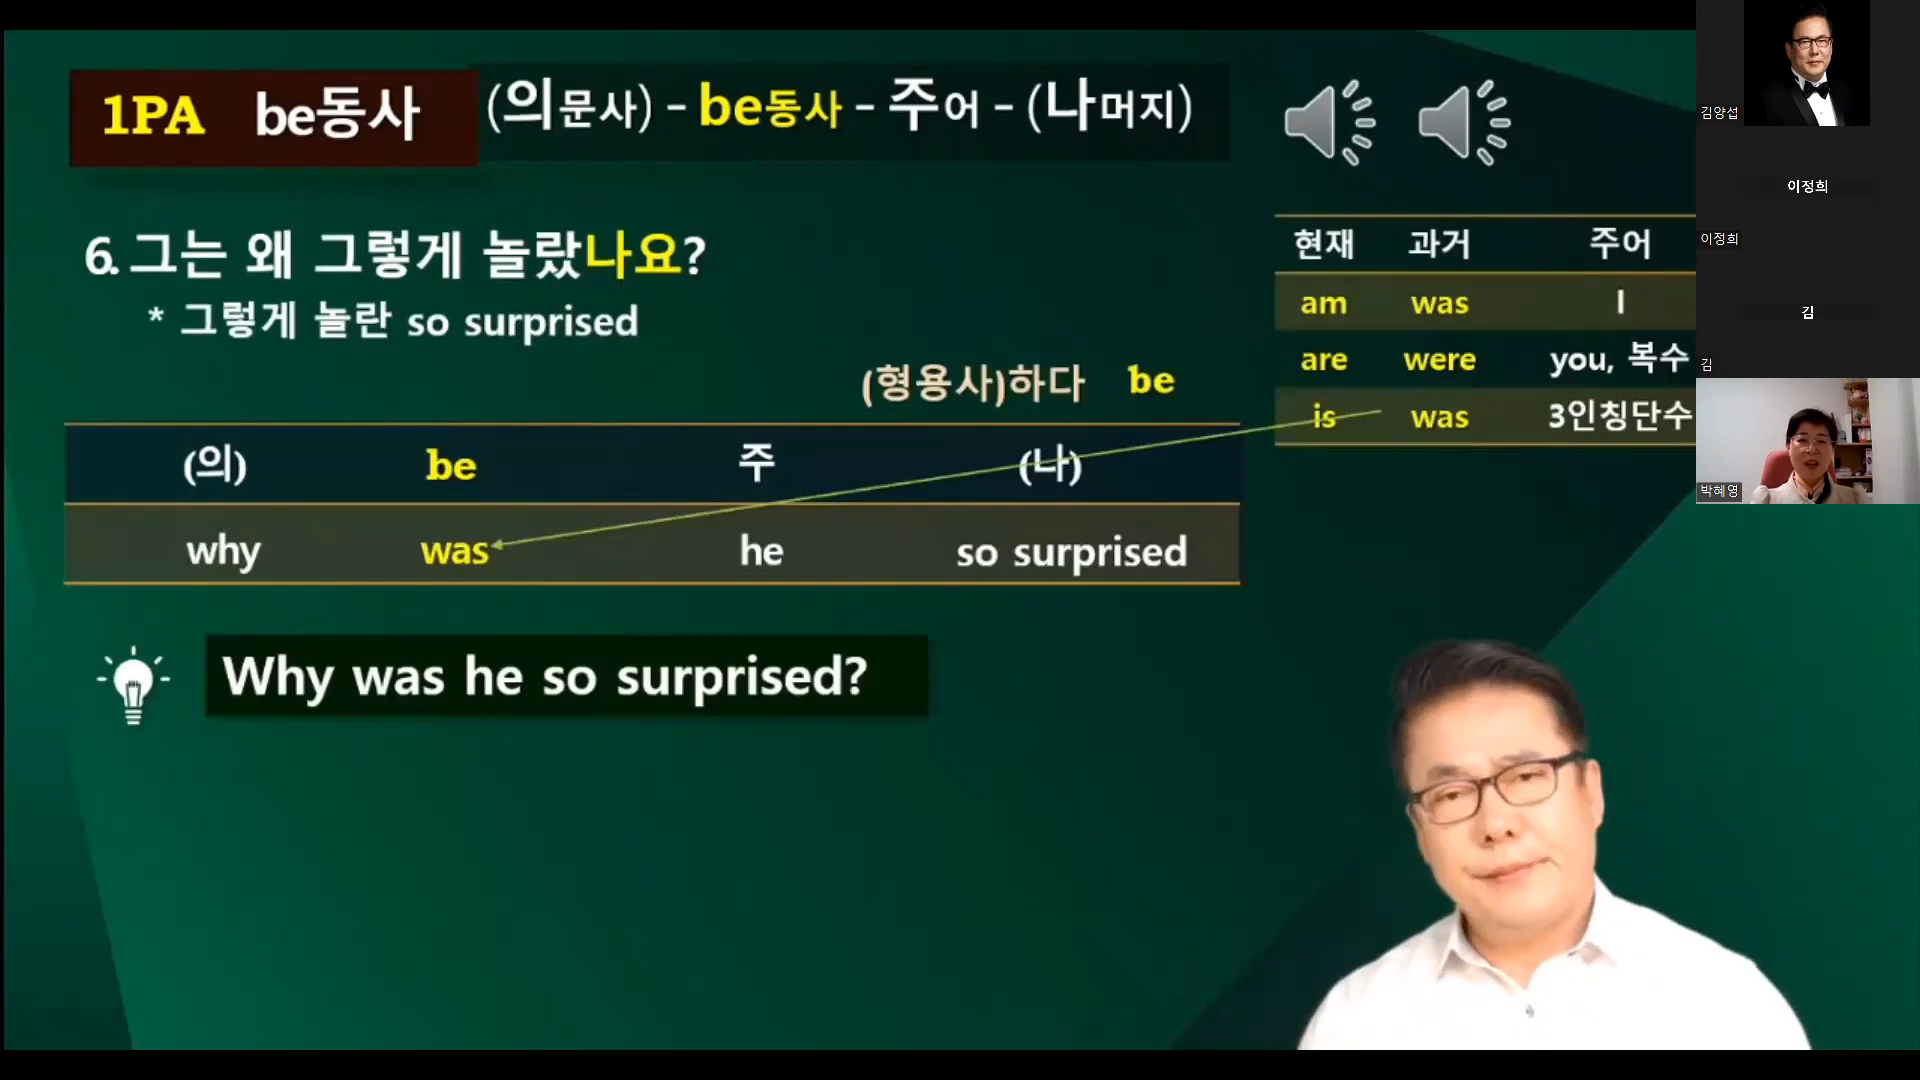 1PA be동사 (의문사) - be동사 - 주어 - (나머지)
6. 그는 왜 그렇게 놀랐나요?
* 그렇게 놀란 so surprised
(형용사)하다 be
(의) be 주 (나)
why was he so surprised
Why was he so surprised?
현재 과거 주어
am was I
are were you, 복수
is was 3인칭단수
김양섭
이정희
이정희
김
김
박혜영